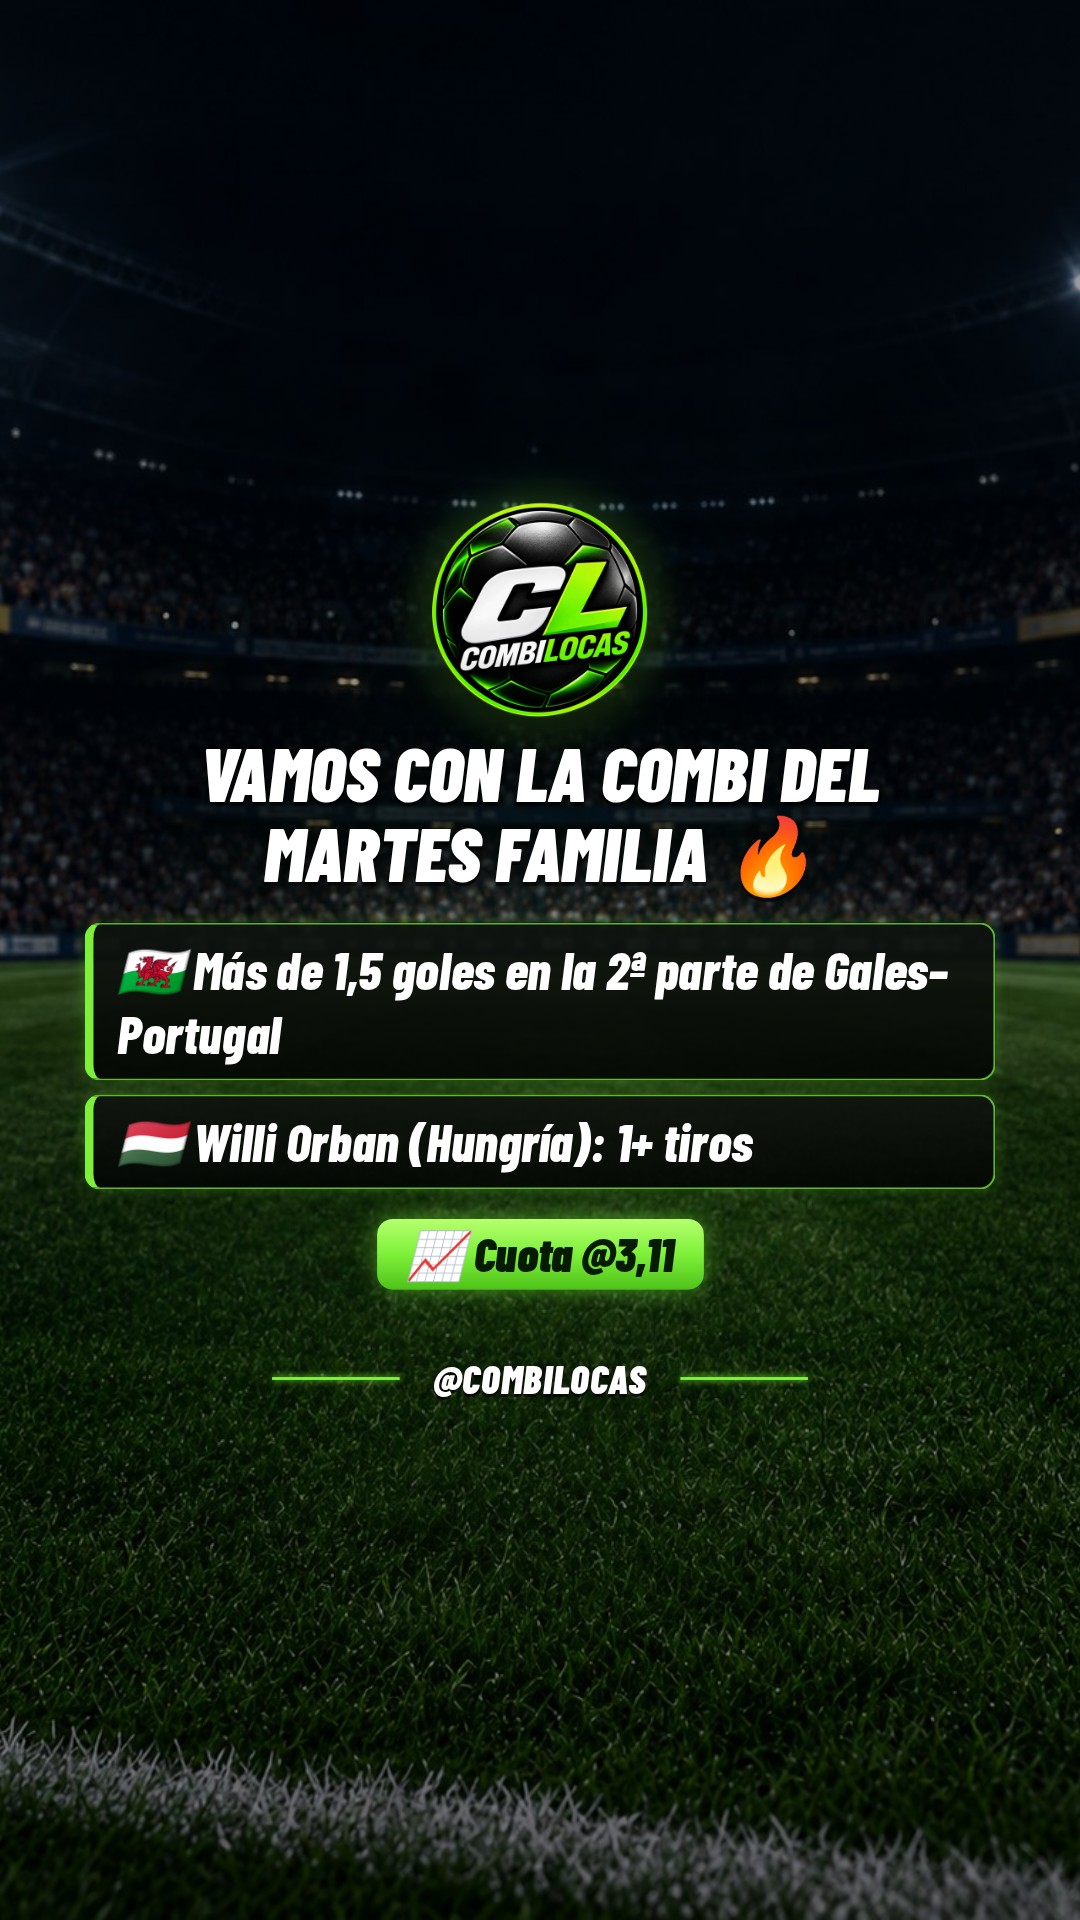 CL
COMBILOCAS
VAMOS CON LA COMBI DEL
MARTES FAMILIA 🔥
🏴󠁧󠁢󠁷󠁬󠁳󠁿 Más de 1,5 goles en la 2ª parte de Gales-
Portugal
🇭🇺 Willi Orban (Hungría): 1+ tiros
📈 Cuota @3,11
@COMBILOCAS